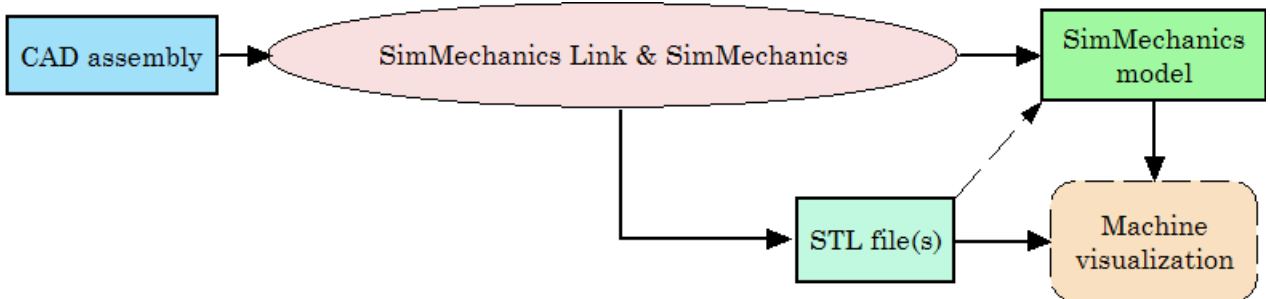 CAD assembly
SimMechanics Link & SimMechanics
SimMechanics
model
STL file(s)
Machine
visualization